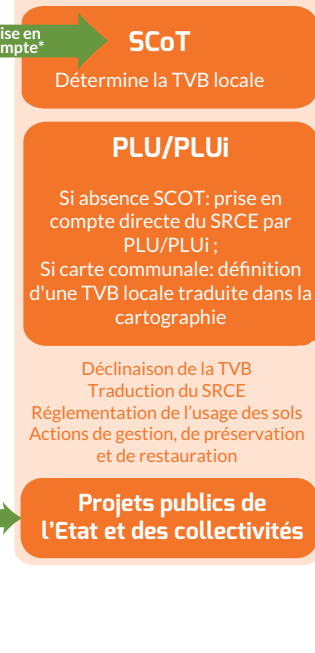 ise en
mpte*
SCoT
Détermine la TVB locale
PLU/PLUi
Si absence SCOT: prise en
compte directe du SRCE par
PLU/PLUi ;
Si carte communale: définition
d'une TVB locale traduite dans la
cartographie
Déclinaison de la TVB
Traduction du SRCE
Réglementation de l'usage des sols
Actions de gestion, de préservation
et de restauration
Projets publics de
l'Etat et des collectivités